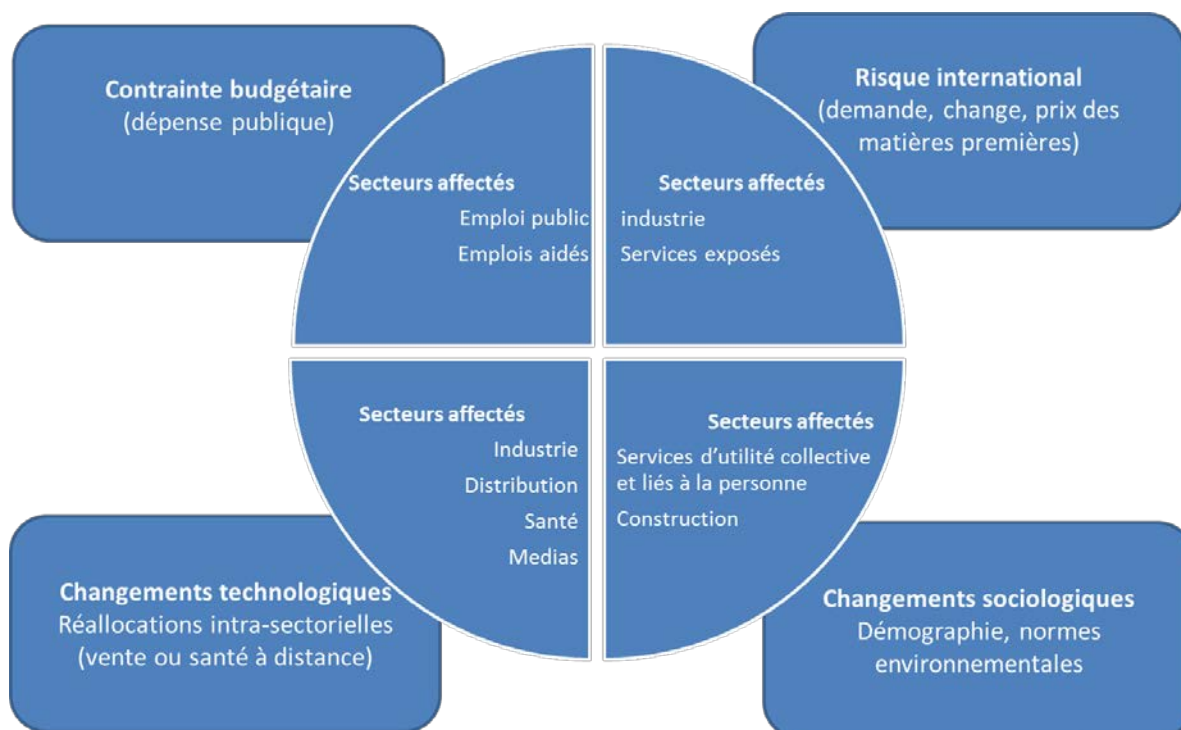 Contrainte budgétaire
(dépense publique)
Secteurs affectés
Emploi public
Emplois aidés
Risque international
(demande, change, prix des
matières premières)
Secteurs affectés
industrie
Services exposés
Secteurs affectés
Industrie
Distribution
Santé
Medias
Changements technologiques
Réallocations intra-sectorielles
(vente ou santé à distance)
Secteurs affectés
Services d’utilité collective
et liés à la personne
Construction
Changements sociologiques
Démographie, normes
environnementales